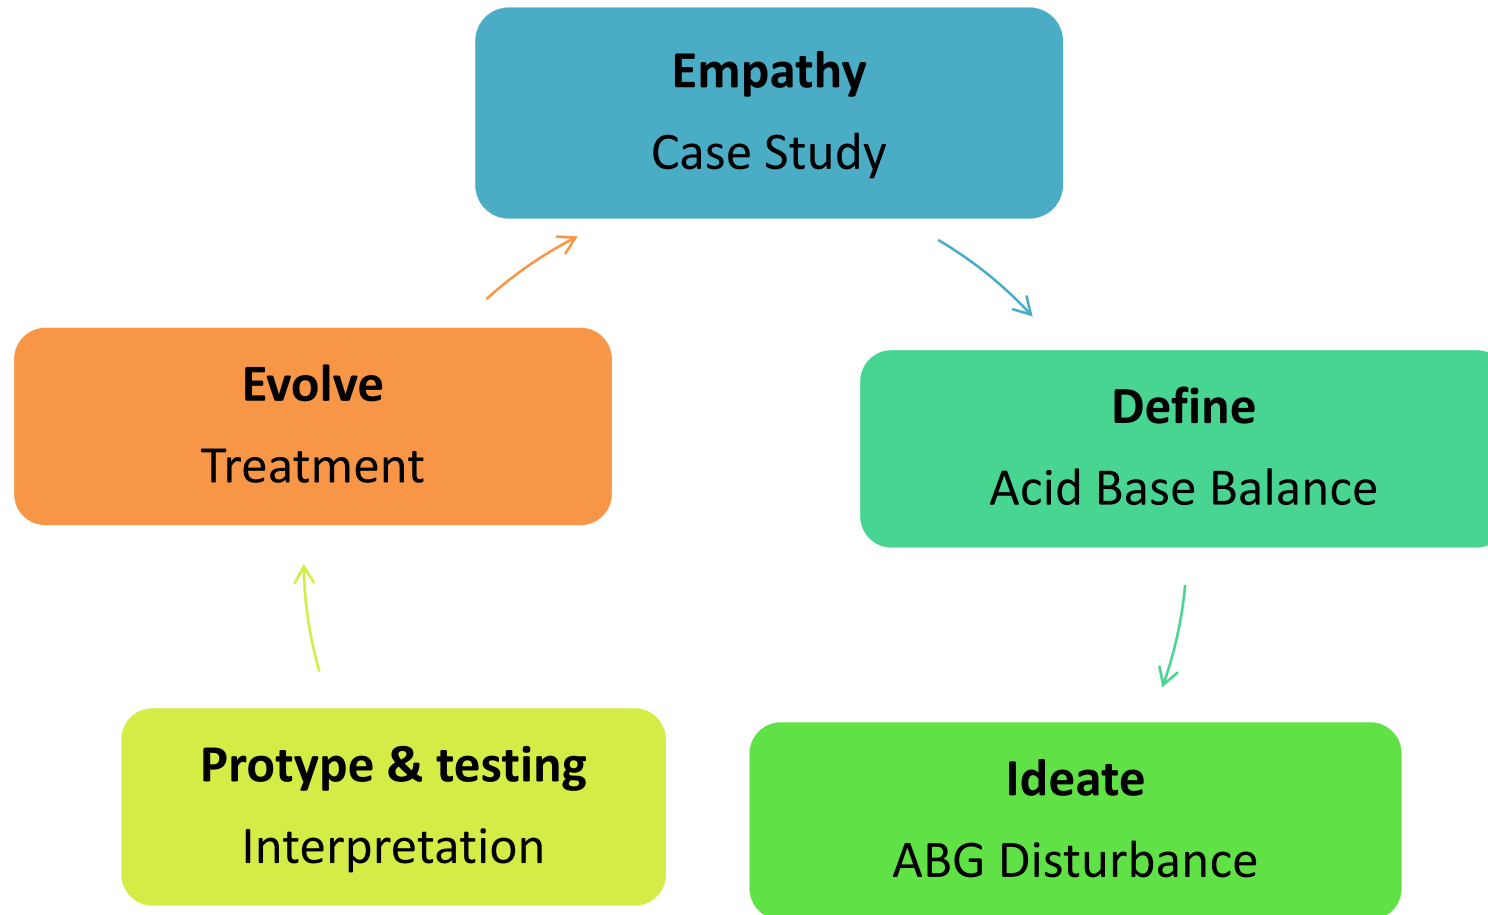 Empathy
Case Study
Define
Acid Base Balance
Ideate
ABG Disturbance
Protype & testing
Interpretation
Evolve
Treatment